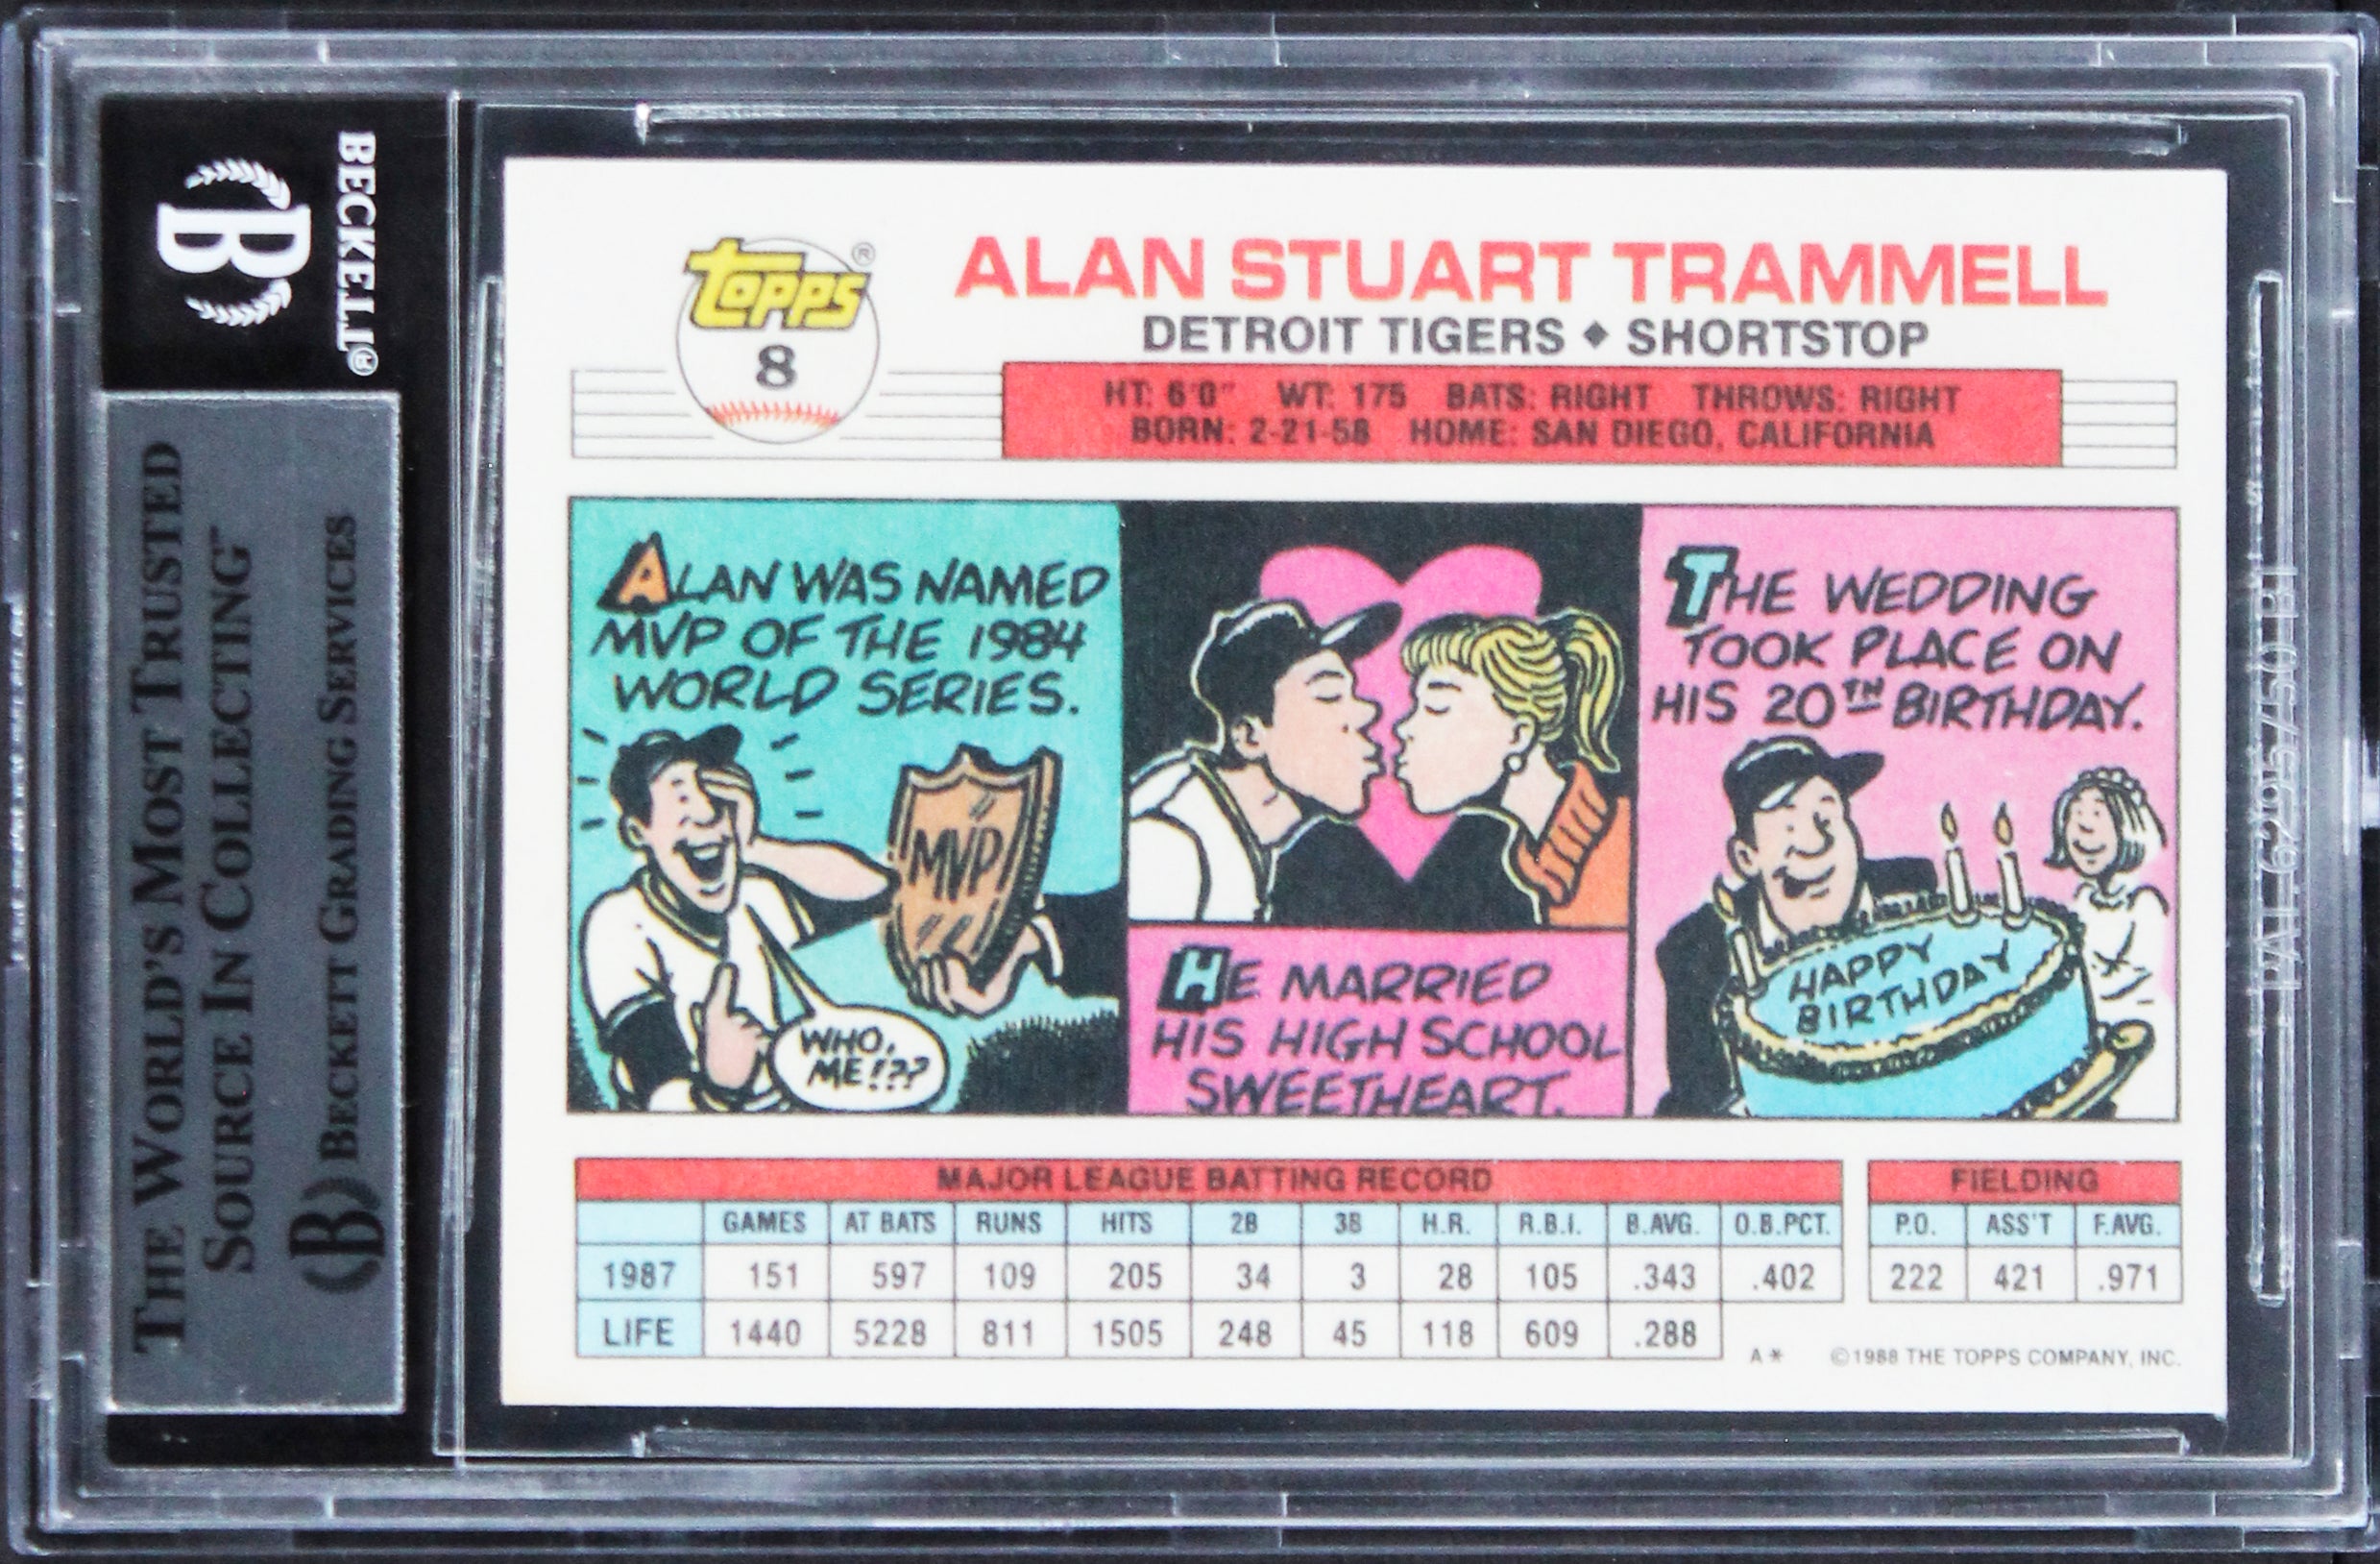 BECKETT®
THE WORLD'S MOST TRUSTED
SOURCE IN COLLECTING™
BECKETT GRADING SERVICES
topps ®
8
ALAN STUART TRAMMELL
DETROIT TIGERS ◆ SHORTSTOP
HT: 6'0" WT: 175 BATS: RIGHT THROWS: RIGHT
BORN: 2-21-58 HOME: SAN DIEGO, CALIFORNIA
ALAN WAS NAMED
MVP OF THE 1984
WORLD SERIES.
MVP
WHO,
ME!??
HE MARRIED
HIS HIGH SCHOOL
SWEETHEART.
THE WEDDING
TOOK PLACE ON
HIS 20TH BIRTHDAY.
HAPPY
BIRTHDAY
MAJOR LEAGUE BATTING RECORD
GAMES AT BATS RUNS HITS 2B 3B H.R. R.B.I. B.AVG. O.B.PCT.
1987 151 597 109 205 34 3 28 105 .343 .402
LIFE 1440 5228 811 1505 248 45 118 609 .288
FIELDING
P.O. ASS'T F.AVG.
222 421 .971
A* ©1988 THE TOPPS COMPANY, INC.